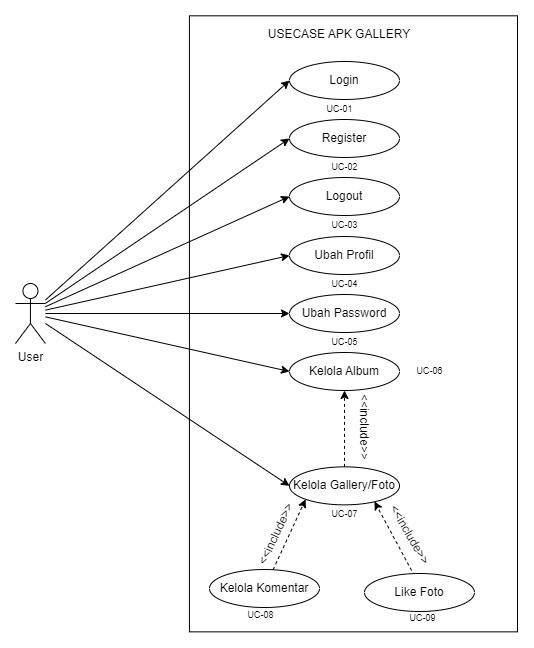 USECASE APK GALLERY
Login
UC-01
Register
UC-02
Logout
UC-03
Ubah Profil
UC-04
Ubah Password
UC-05
User
Kelola Album
UC-06
<<include>>
Kelola Gallery/Foto
UC-07
<<include>>
<<include>>
Kelola Komentar
UC-08
Like Foto
UC-09